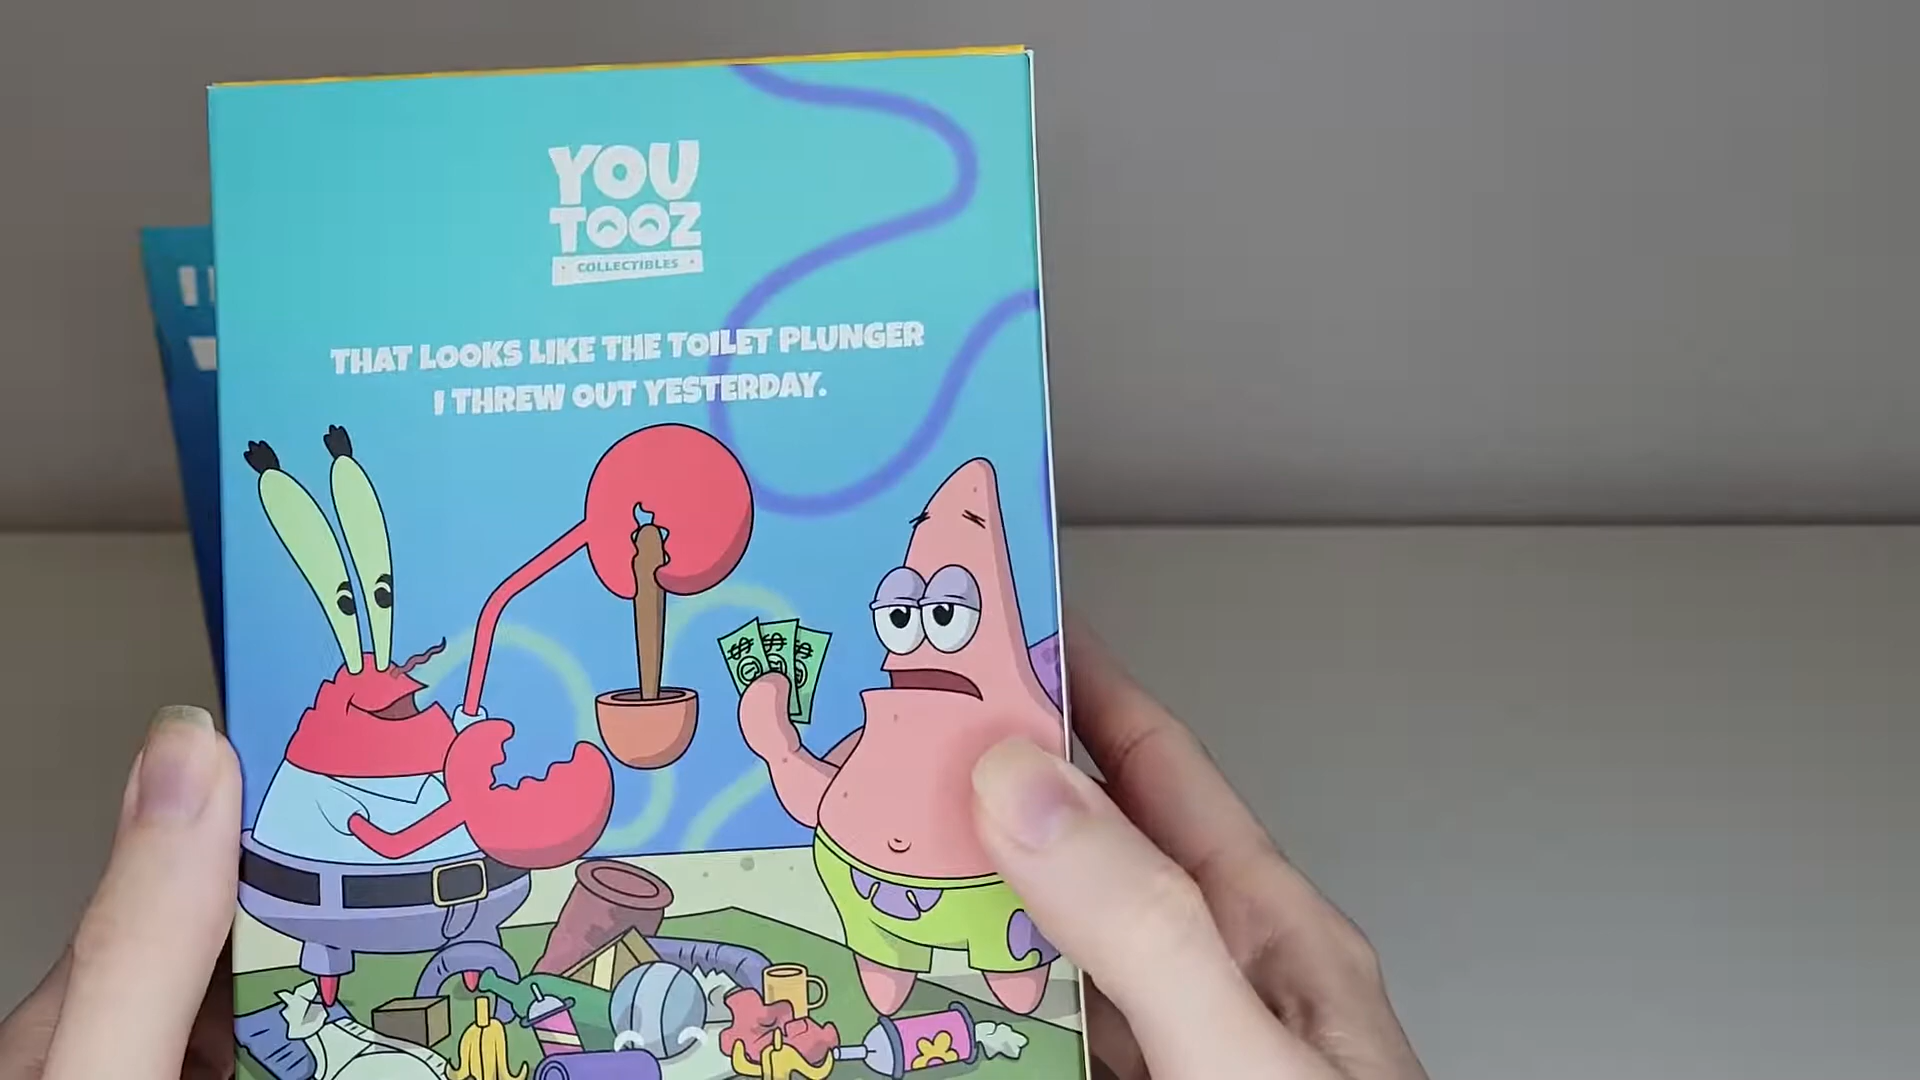 YOU
TOOZ
COLLECTIBLES
THAT LOOKS LIKE THE TOILET PLUNGER
I THREW OUT YESTERDAY.